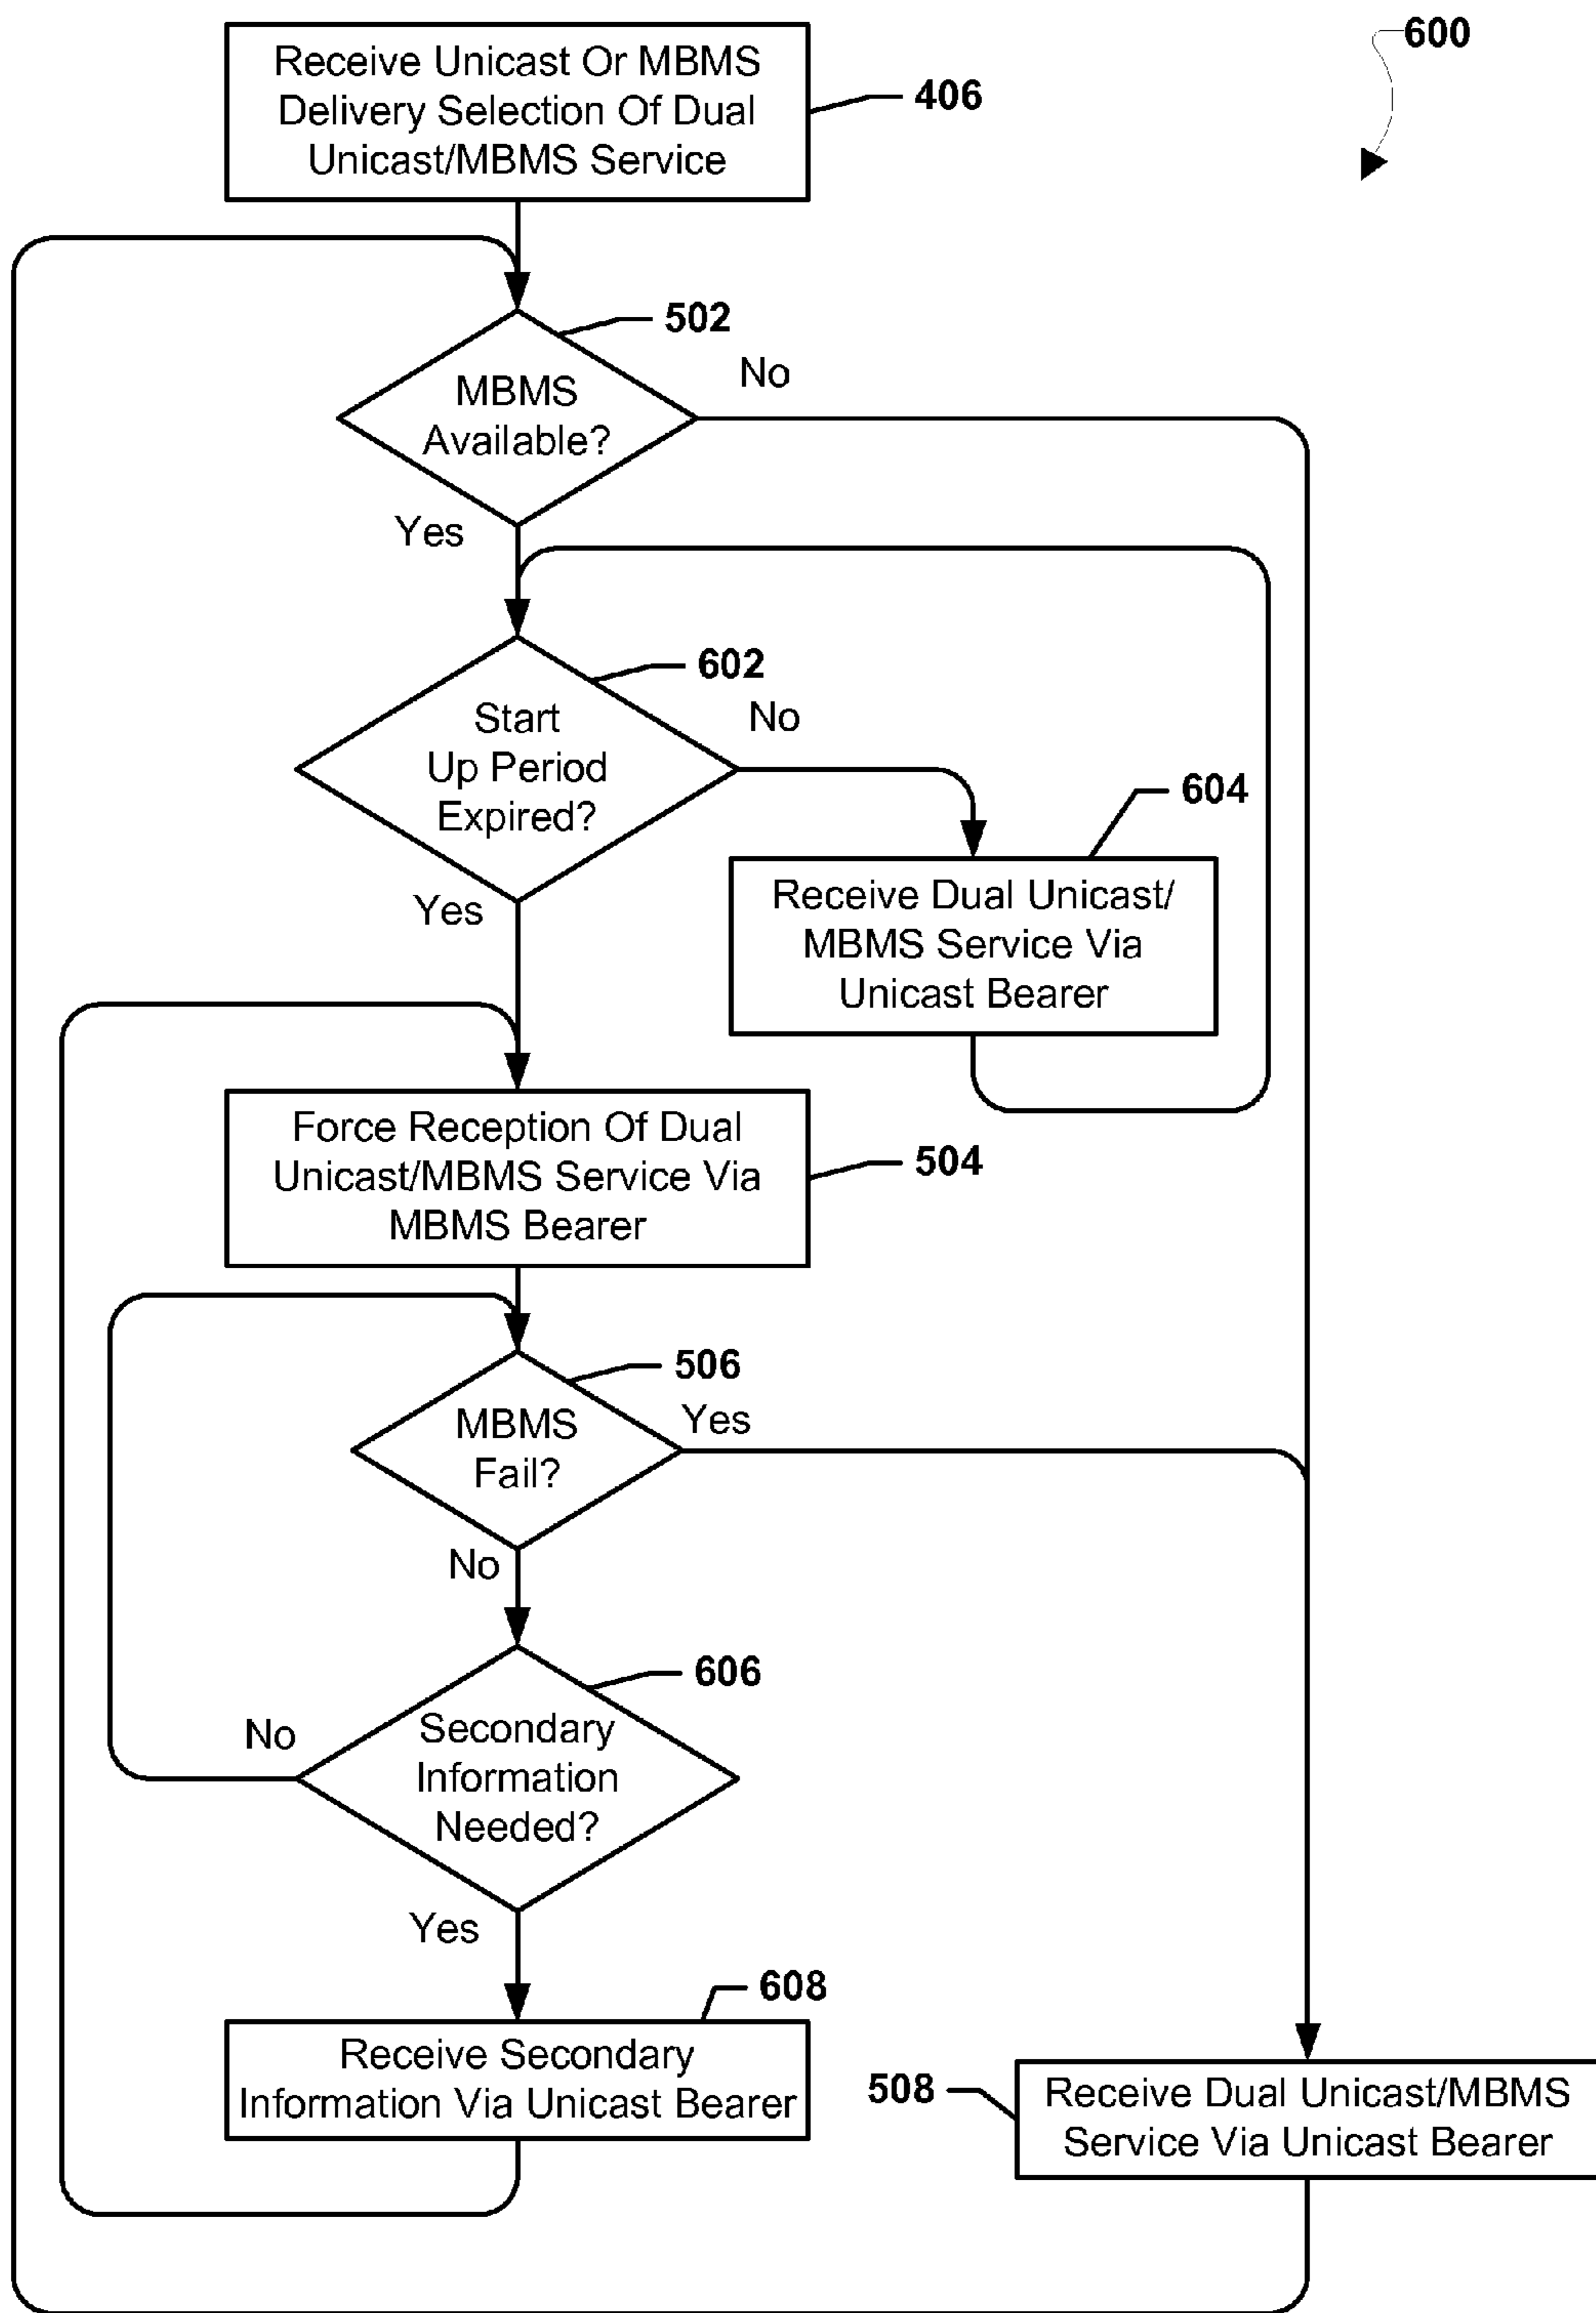 600
Receive Unicast Or MBMS
Delivery Selection Of Dual
Unicast/MBMS Service
406
502
MBMS
Available?
No
Yes
602
Start
Up Period
Expired?
No
Yes
604
Receive Dual Unicast/
MBMS Service Via
Unicast Bearer
Force Reception Of Dual
Unicast/MBMS Service Via
MBMS Bearer
504
506
MBMS
Fail?
Yes
No
606
Secondary
Information
Needed?
No
Yes
608
Receive Secondary
Information Via Unicast Bearer
508
Receive Dual Unicast/MBMS
Service Via Unicast Bearer